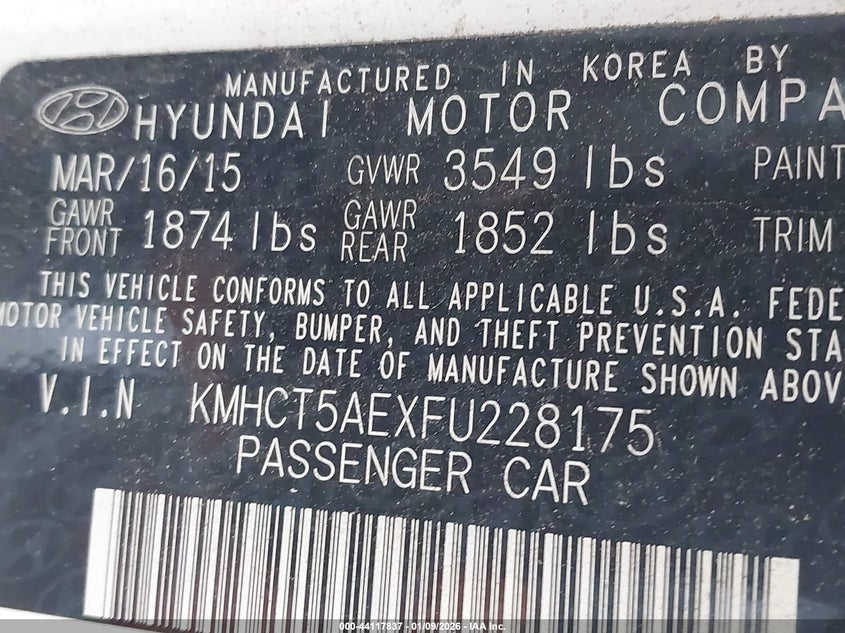 MANUFACTURED IN KOREA BY
HYUNDAI MOTOR COMPA
MAR/16/15 GVWR 3549 lbs PAINT
GAWR FRONT 1874 lbs GAWR REAR 1852 lbs TRIM
THIS VEHICLE CONFORMS TO ALL APPLICABLE U.S.A. FEDE
MOTOR VEHICLE SAFETY, BUMPER, AND THEFT PREVENTION STA
IN EFFECT ON THE DATE OF MANUFACTURE SHOWN ABOV
V.I.N KMHCT5AEXFU228175
PASSENGER CAR
000-44117837 - 01/09/2026 - IAA Inc.